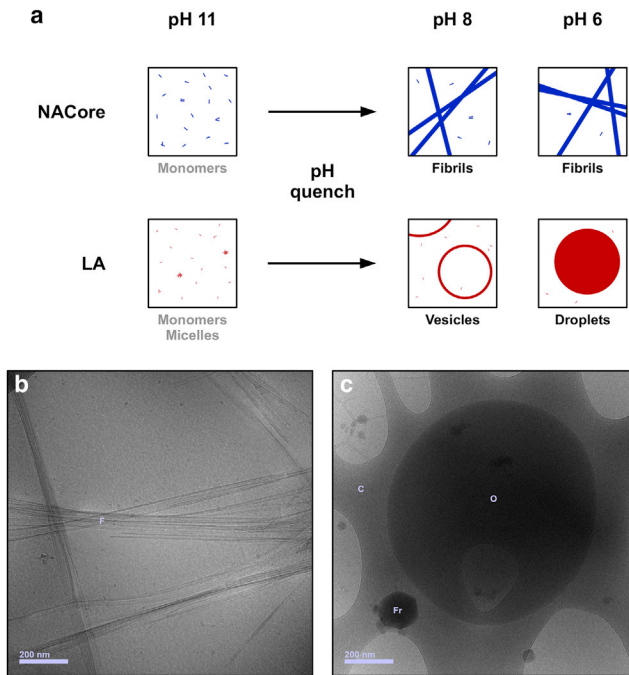 a
pH 11
pH 8
pH 6
NACore
Monomers
Fibrils
Fibrils
pH
quench
LA
Monomers
Micelles
Vesicles
Droplets
b
F
200 nm
c
C
O
Fr
200 nm